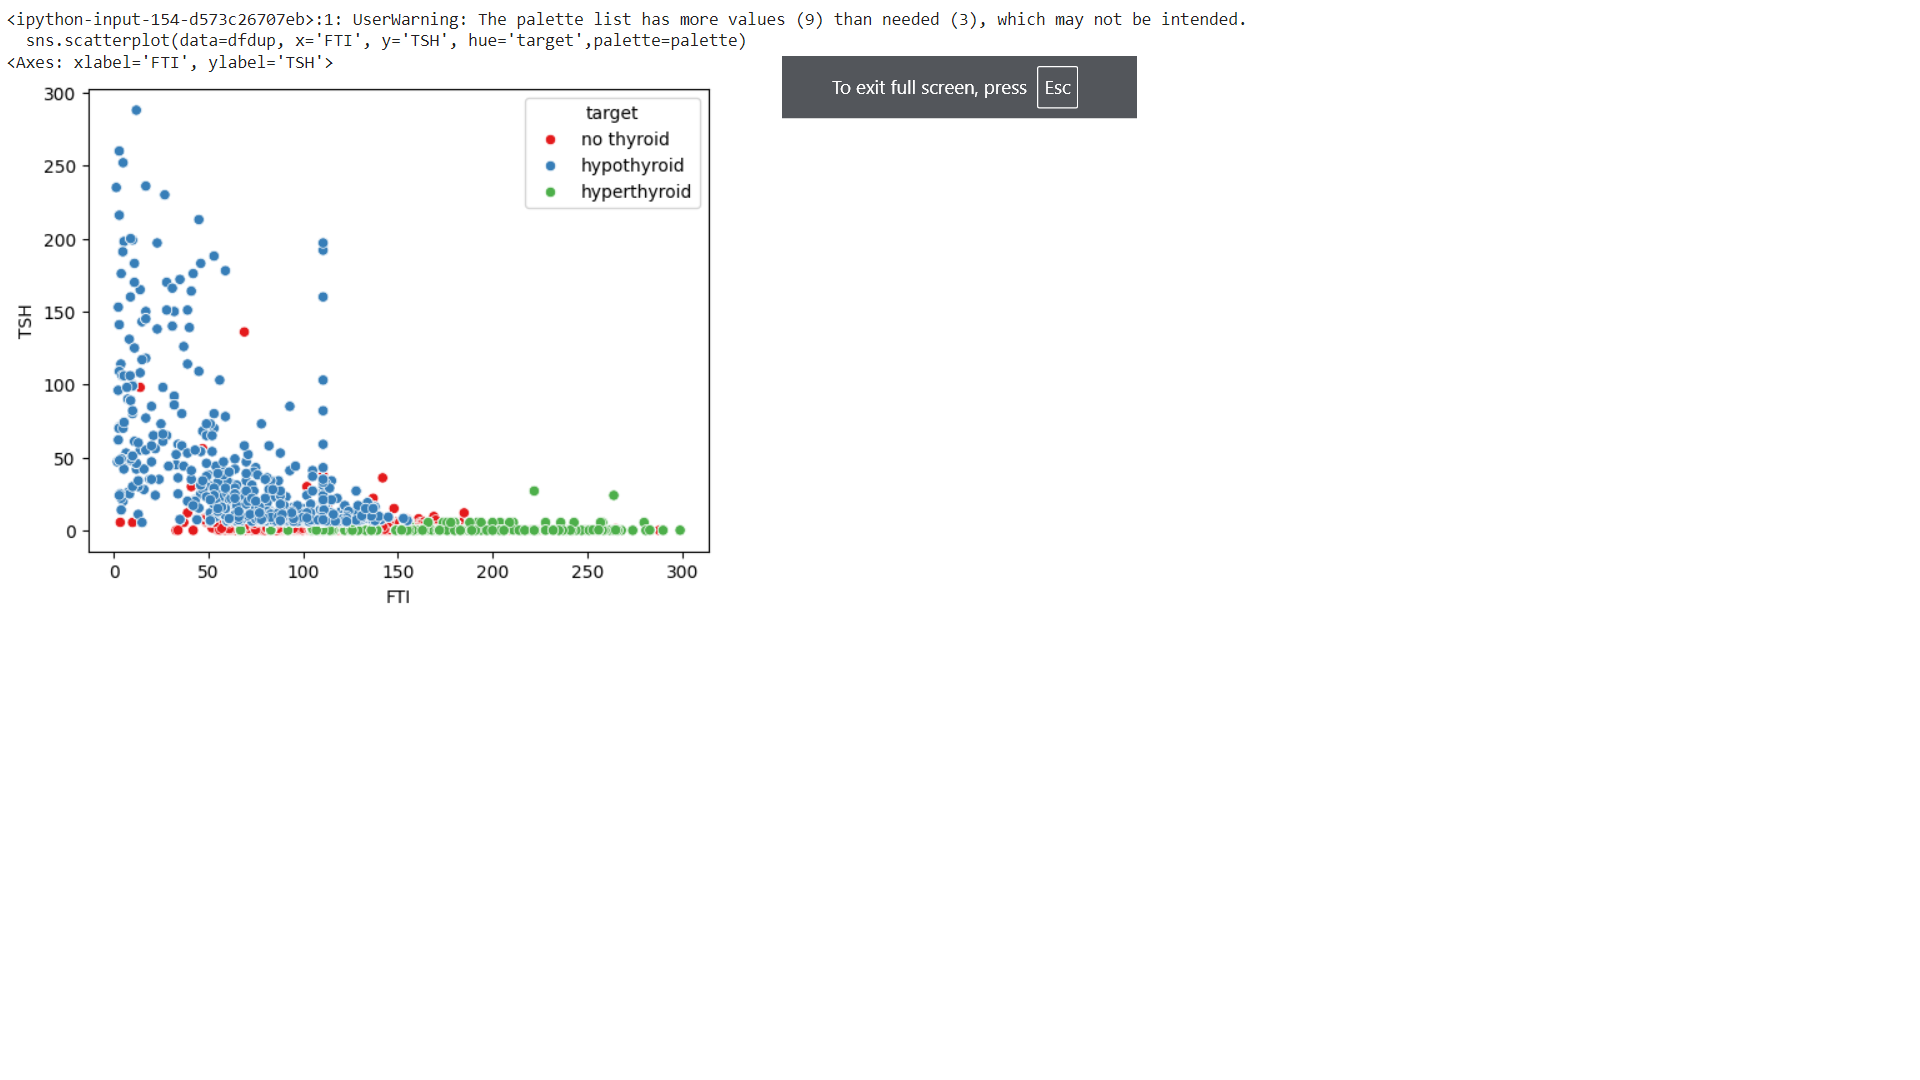 <ipython-input-154-d573c26707eb>:1: UserWarning: The palette list has more values (9) than needed (3), which may not be intended.
  sns.scatterplot(data=dfdup, x='FTI', y='TSH', hue='target',palette=palette)
<Axes: xlabel='FTI', ylabel='TSH'>
To exit full screen, press Esc
target
no thyroid
hypothyroid
hyperthyroid
300
250
200
150
100
50
0
TSH
0 50 100 150 200 250 300
FTI